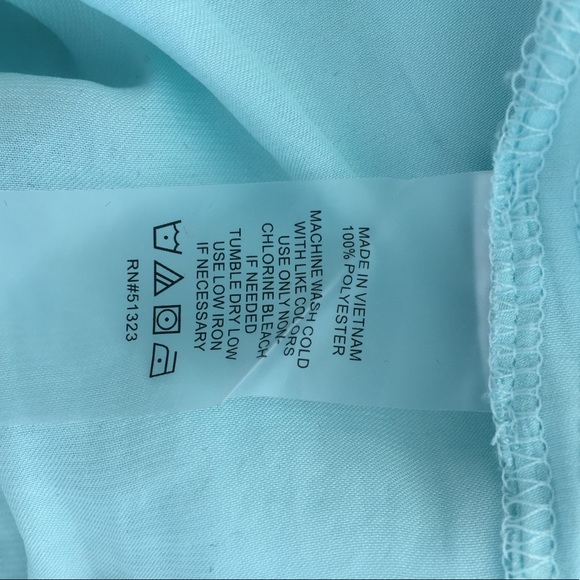 MADE IN VIETNAM
100% POLYESTER
MACHINE WASH COLD
WITH LIKE COLORS
USE ONLY NON-
CHLORINE BLEACH
IF NEEDED
TUMBLE DRY LOW
USE LOW IRON
IF NECESSARY
RN#51323